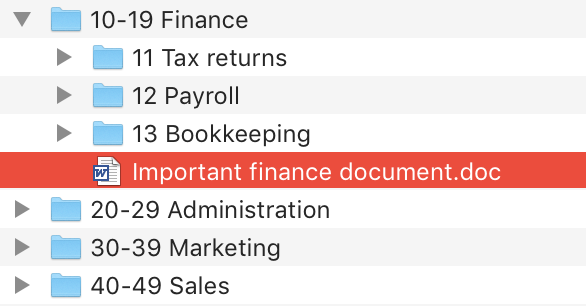 10-19 Finance
11 Tax returns
12 Payroll
13 Bookkeeping
W Important finance document.doc
20-29 Administration
30-39 Marketing
40-49 Sales